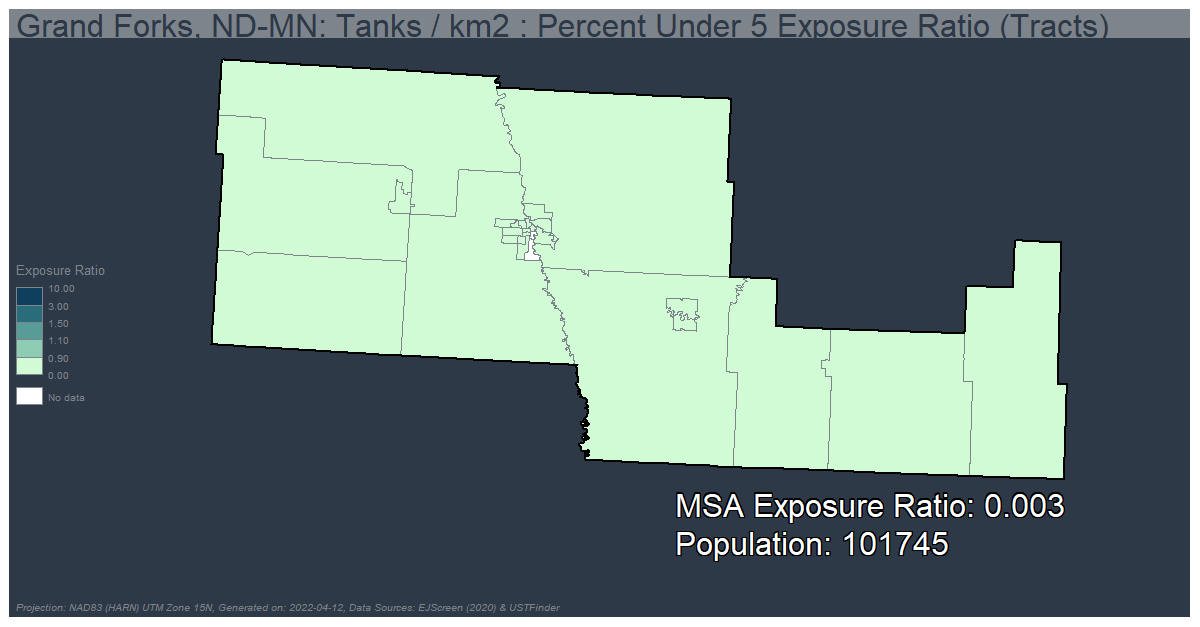 Grand Forks, ND-MN: Tanks / km2 : Percent Under 5 Exposure Ratio (Tracts)
Exposure Ratio
10.00
3.00
1.50
1.10
0.90
0.00
No data
MSA Exposure Ratio: 0.003
Population: 101745
Projection: NAD83 (HARN) UTM Zone 15N, Generated on: 2022-04-12, Data Sources: EJScreen (2020) & USTFinder